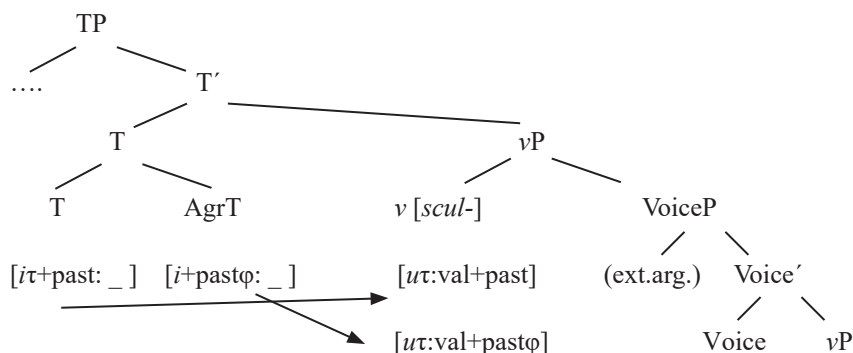 TP
…. T´
T vP
T AgrT v [scul-] VoiceP
[iτ+past: _ ] [i+pastφ: _ ] [uτ:val+past] (ext.arg.) Voice´
[uτ:val+pastφ] Voice vP